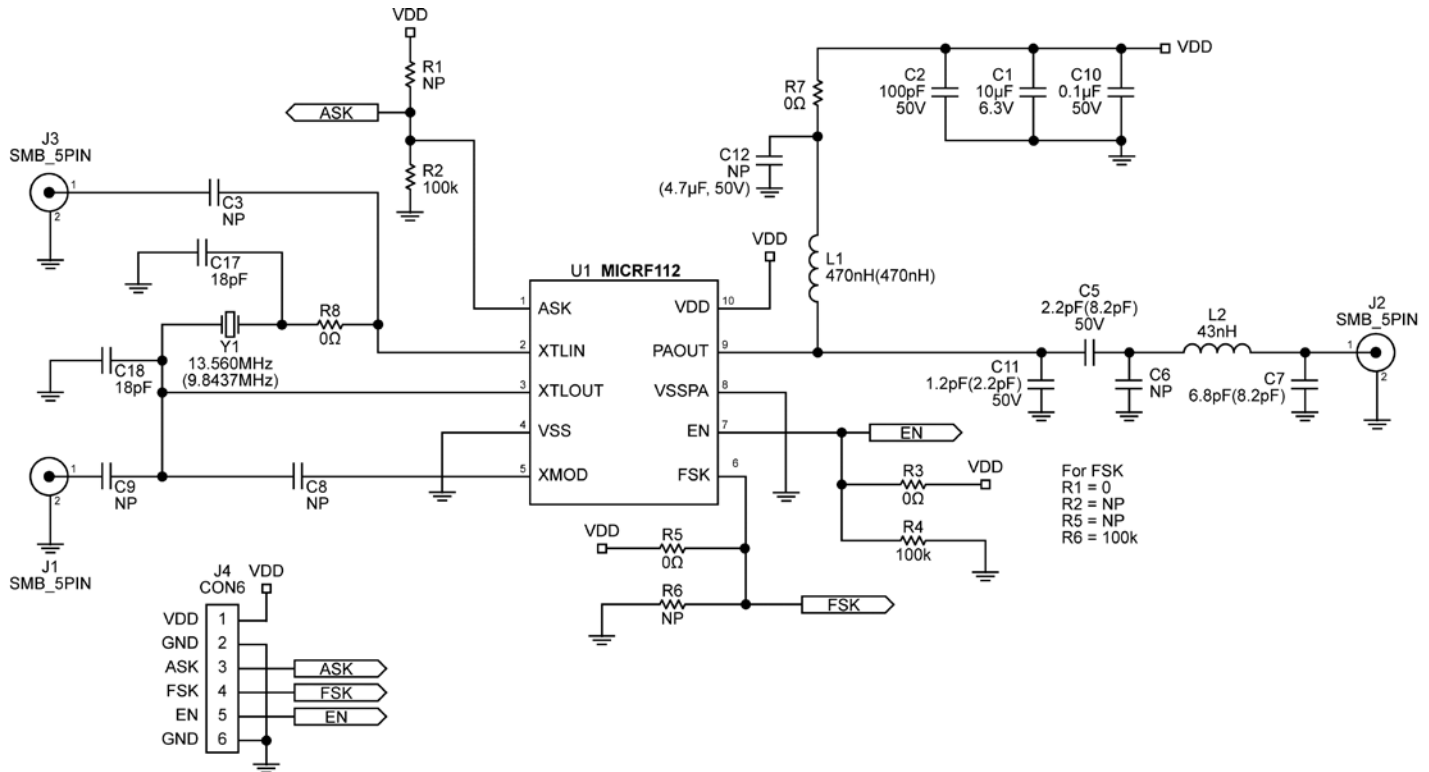 VDD
R1
NP
ASK
R2
100k
J3
SMB_5PIN
1
2
C3
NP
C17
18pF
R8
0Ω
Y1
13.560MHz
(9.8437MHz)
C18
18pF
J1
SMB_5PIN
1
2
C9
NP
C8
NP
U1 MICRF112
1
ASK
2
XTLIN
3
XTLOUT
4
VSS
5
XMOD
VDD
10
PAOUT
9
VSSPA
8
EN
7
FSK
6
VDD
R7
0Ω
C12
NP
(4.7µF, 50V)
C2
100pF
50V
C1
10µF
6.3V
C10
0.1µF
50V
VDD
L1
470nH(470nH)
C5
2.2pF(8.2pF)
50V
C11
1.2pF(2.2pF)
50V
C6
NP
L2
43nH
C7
6.8pF(8.2pF)
J2
SMB_5PIN
1
2
EN
R3
0Ω
VDD
R4
100k
For FSK
R1 = 0
R2 = NP
R5 = NP
R6 = 100k
VDD
R5
0Ω
R6
NP
FSK
J4
CON6
VDD
VDD 1
GND 2
ASK 3 ASK
FSK 4 FSK
EN 5 EN
GND 6